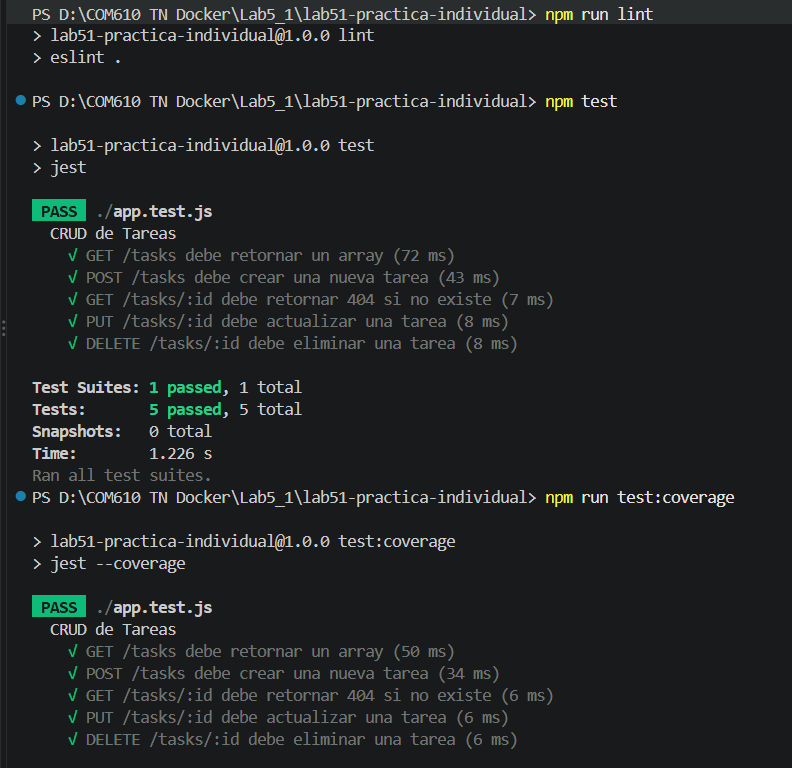 PS D:\COM610 TN Docker\Lab5_1\lab51-practica-individual> npm run lint
> lab51-practica-individual@1.0.0 lint
> eslint .
PS D:\COM610 TN Docker\Lab5_1\lab51-practica-individual> npm test
> lab51-practica-individual@1.0.0 test
> jest
PASS ./app.test.js
CRUD de Tareas
√ GET /tasks debe retornar un array (72 ms)
√ POST /tasks debe crear una nueva tarea (43 ms)
√ GET /tasks/:id debe retornar 404 si no existe (7 ms)
√ PUT /tasks/:id debe actualizar una tarea (8 ms)
√ DELETE /tasks/:id debe eliminar una tarea (8 ms)
Test Suites: 1 passed, 1 total
Tests: 5 passed, 5 total
Snapshots: 0 total
Time: 1.226 s
Ran all test suites.
PS D:\COM610 TN Docker\Lab5_1\lab51-practica-individual> npm run test:coverage
> lab51-practica-individual@1.0.0 test:coverage
> jest --coverage
PASS ./app.test.js
CRUD de Tareas
√ GET /tasks debe retornar un array (50 ms)
√ POST /tasks debe crear una nueva tarea (34 ms)
√ GET /tasks/:id debe retornar 404 si no existe (6 ms)
√ PUT /tasks/:id debe actualizar una tarea (6 ms)
√ DELETE /tasks/:id debe eliminar una tarea (6 ms)